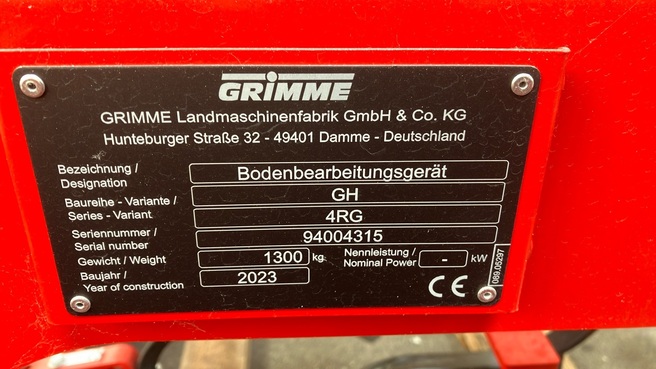 GRIMME
GRIMME Landmaschinenfabrik GmbH & Co. KG
Hunteburger Straße 32 - 49401 Damme - Deutschland
Bezeichnung / Designation Bodenbearbeitungsgerät
Baureihe - Variante / GH
Series - Variant 4RG
Seriennummer / Serial number 94004315
Gewicht / Weight 1300 kg Nennleistung / Nominal Power - kW
Baujahr / Year of construction 2023
CE
089.05297